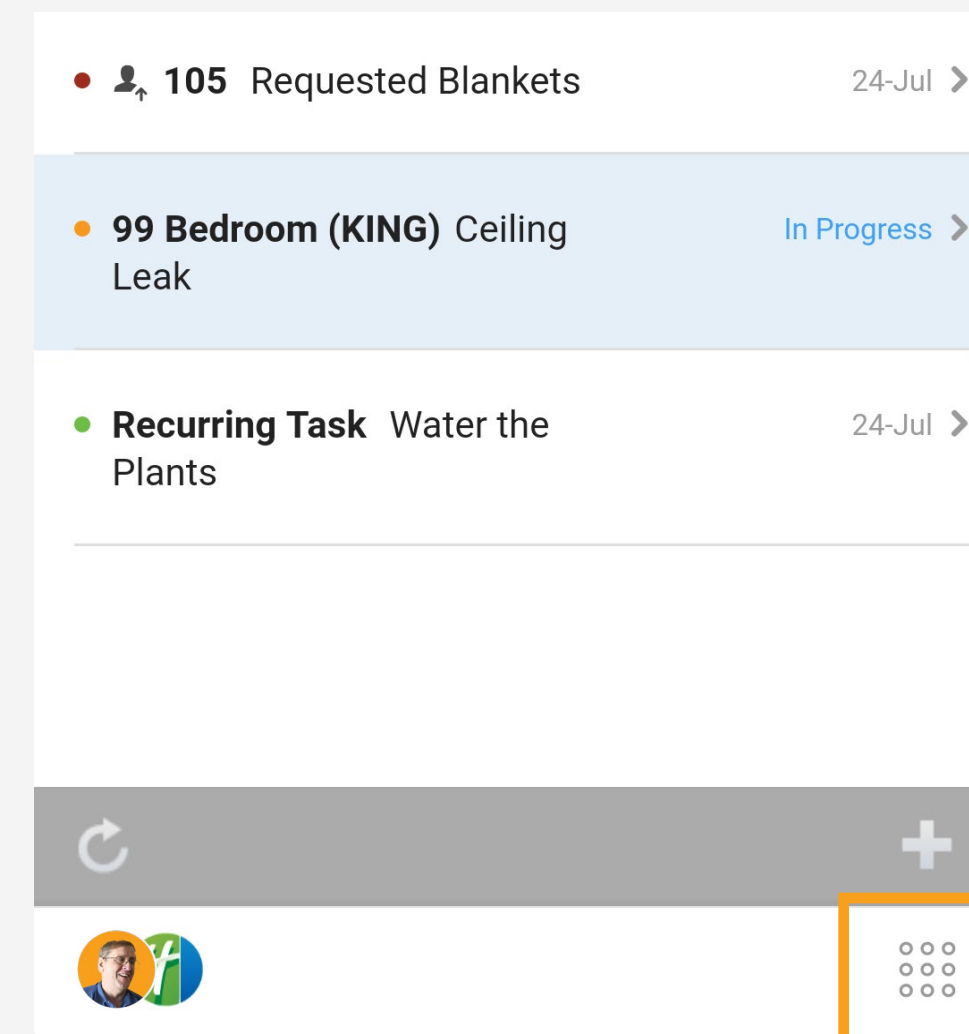 105 Requested Blankets 24-Jul
99 Bedroom (KING) Ceiling In Progress
Leak
Recurring Task Water the 24-Jul
Plants